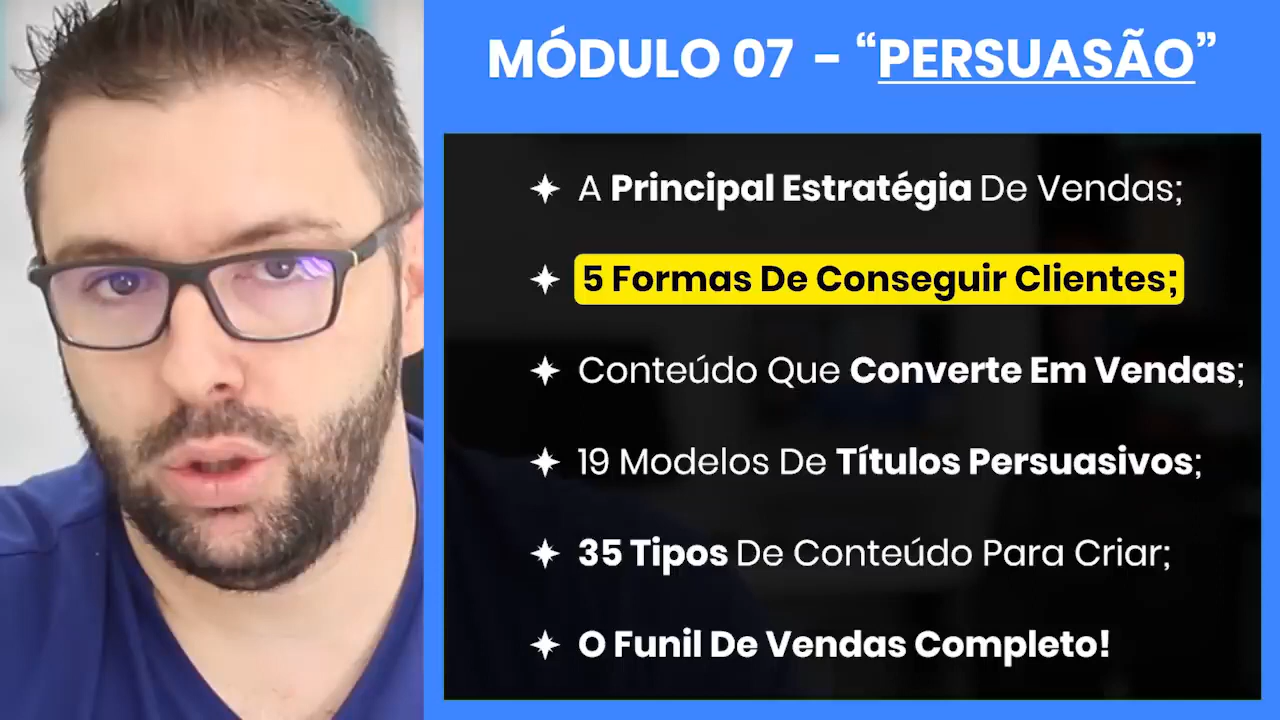 MÓDULO 07 - “PERSUASÃO”
A Principal Estratégia De Vendas;
5 Formas De Conseguir Clientes;
Conteúdo Que Converte Em Vendas;
19 Modelos De Títulos Persuasivos;
35 Tipos De Conteúdo Para Criar;
O Funil De Vendas Completo!